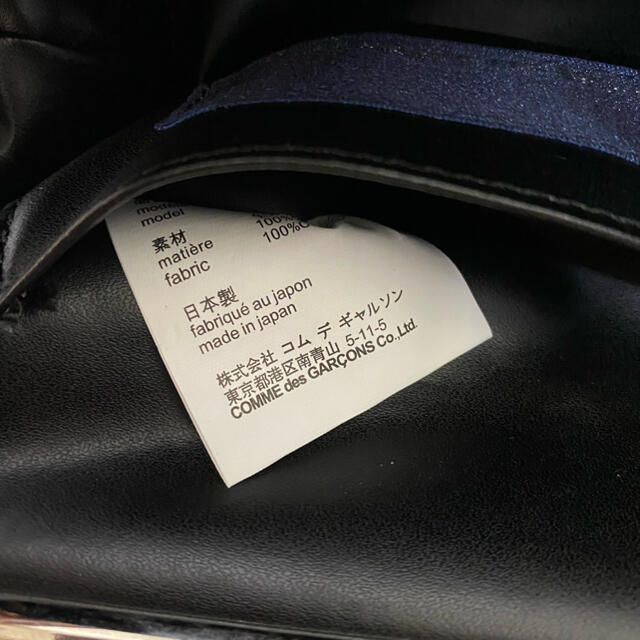 model
素材 100%
matière 100%C
fabric
日本製
fabriqué au japon
made in japan
株式会社 コム デ ギャルソン
東京都港区南青山 5-11-5
COMME des GARÇONS Co.,Ltd.